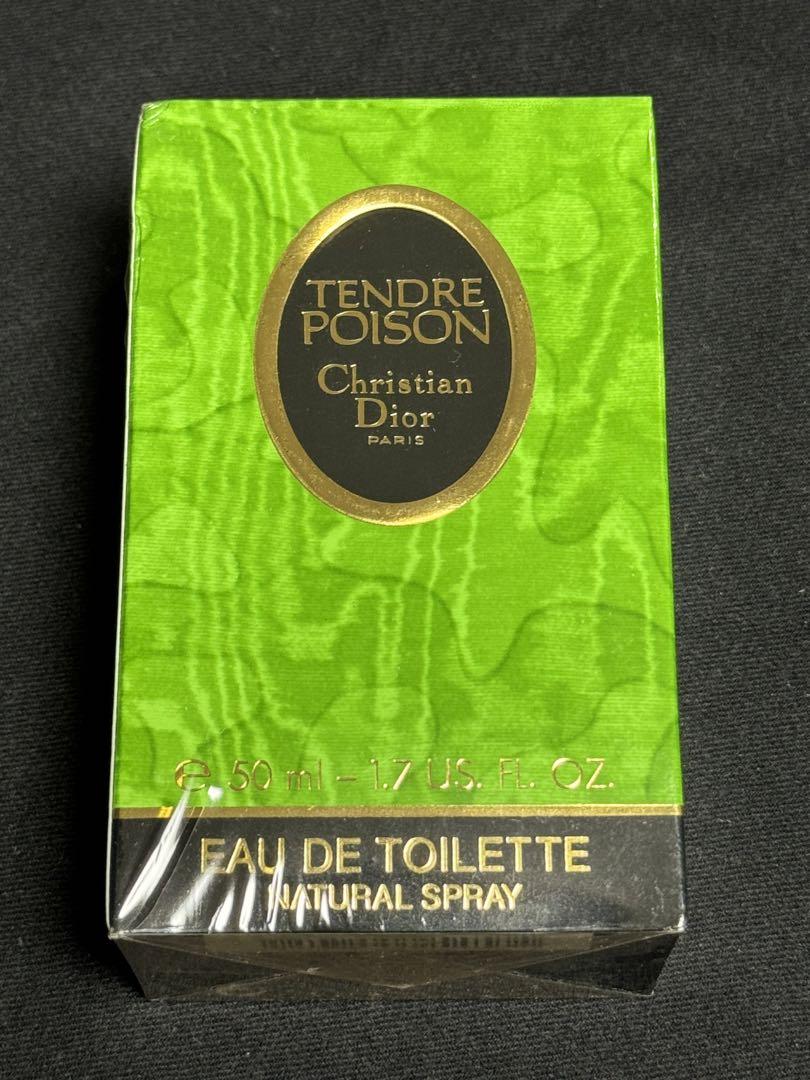 TENDRE
POISON
Christian
Dior
PARIS
℮ 50 ml – 1.7 US. FL. OZ.
EAU DE TOILETTE
NATURAL SPRAY